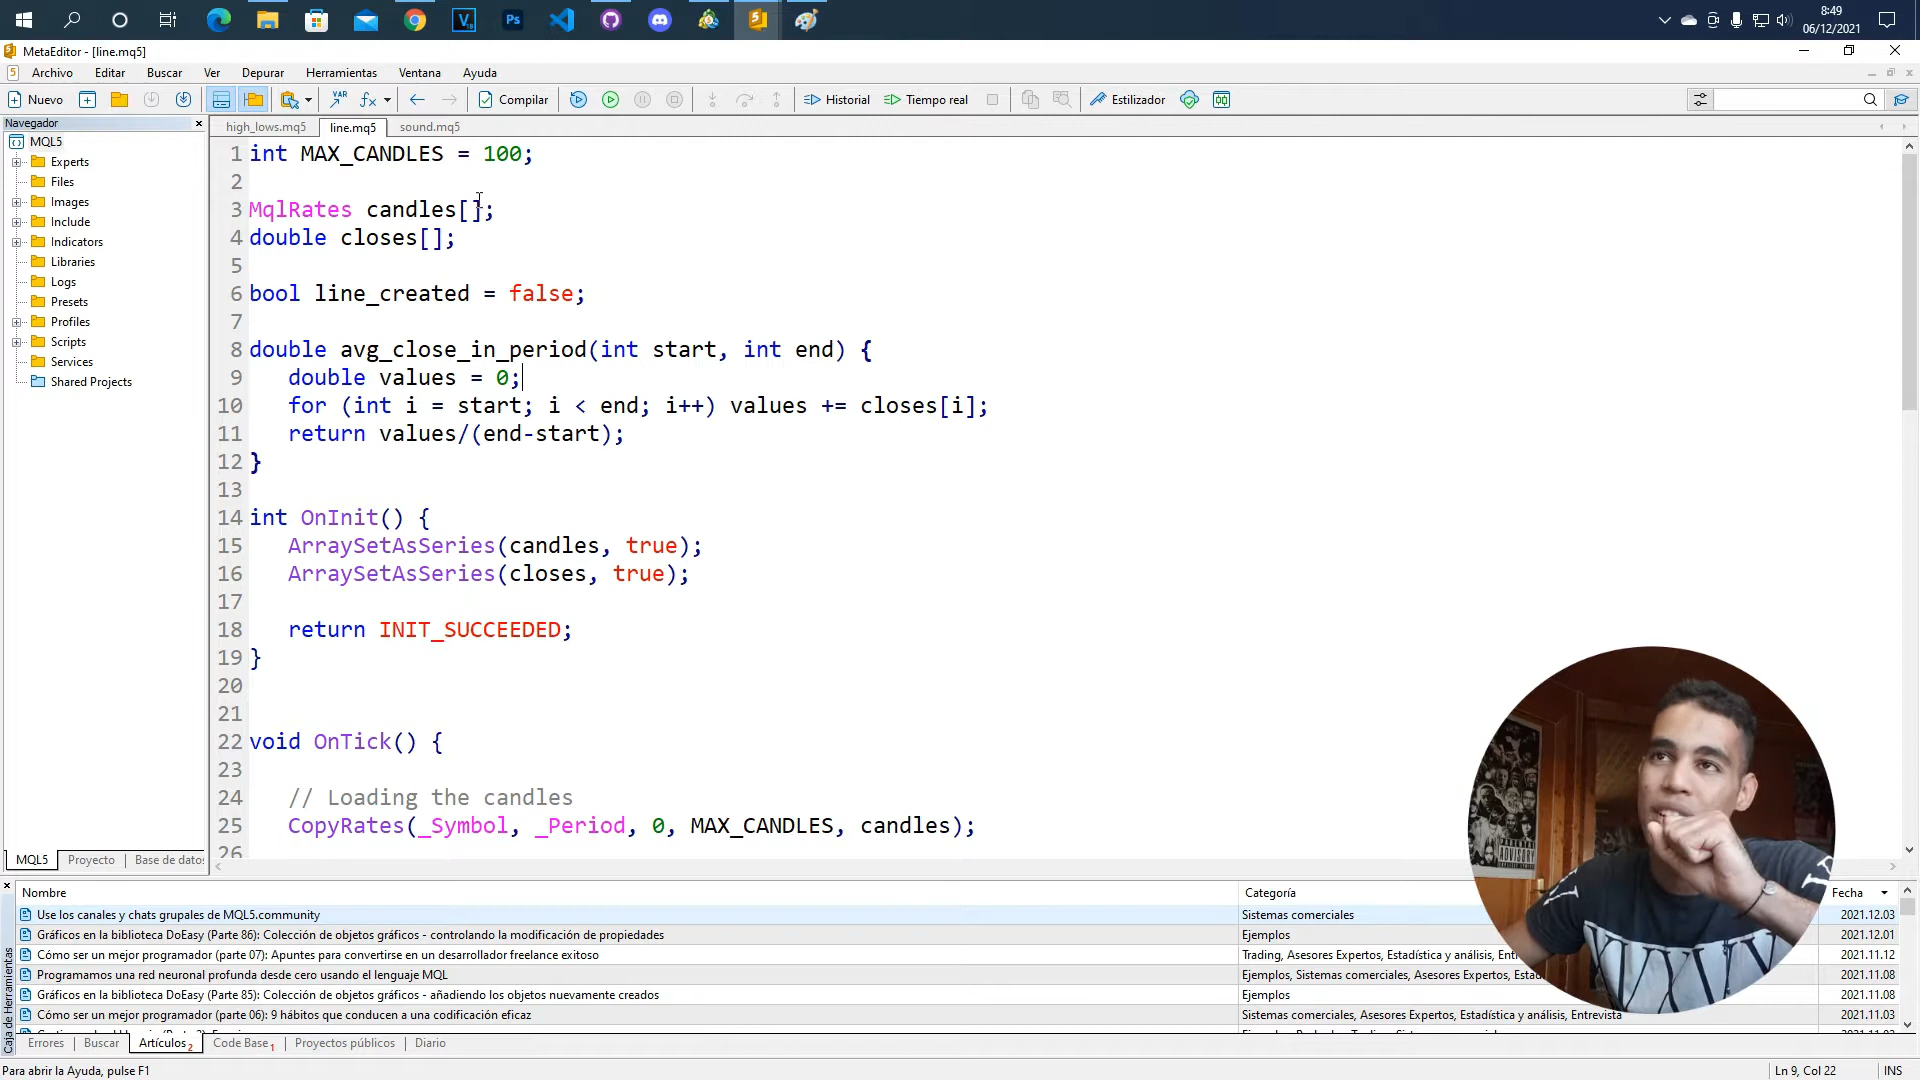 8:49
06/12/2021
MetaEditor - [line.mq5]
Archivo Editar Buscar Ver Depurar Herramientas Ventana Ayuda
Nuevo Compilar Historial Tiempo real Estilizador
Navegador
high_lows.mq5 line.mq5 sound.mq5
MQL5
Experts
Files
Images
Include
Indicators
Libraries
Logs
Presets
Profiles
Scripts
Services
Shared Projects
MQL5 Proyecto Base de datos
1 int MAX_CANDLES = 100;
2
3 MqlRates candles[];
4 double closes[];
5
6 bool line_created = false;
7
8 double avg_close_in_period(int start, int end) {
9 double values = 0;
10 for (int i = start; i < end; i++) values += closes[i];
11 return values/(end-start);
12 }
13
14 int OnInit() {
15 ArraySetAsSeries(candles, true);
16 ArraySetAsSeries(closes, true);
17
18 return INIT_SUCCEEDED;
19 }
20
21
22 void OnTick() {
23
24 // Loading the candles
25 CopyRates(_Symbol, _Period, 0, MAX_CANDLES, candles);
26
Nombre Categoría Fecha
Use los canales y chats grupales de MQL5.community Sistemas comerciales 2021.12.03
Gráficos en la biblioteca DoEasy (Parte 86): Colección de objetos gráficos - controlando la modificación de propiedades Ejemplos 2021.12.01
Cómo ser un mejor programador (parte 07): Apuntes para convertirse en un desarrollador freelance exitoso Trading, Asesores Expertos, Estadística y análisis, 2021.11.12
Programamos una red neuronal profunda desde cero usando el lenguaje MQL Ejemplos, Sistemas comerciales, Asesores Expertos, 2021.11.08
Gráficos en la biblioteca DoEasy (Parte 85): Colección de objetos gráficos - añadiendo los objetos nuevamente creados Ejemplos 2021.11.08
Cómo ser un mejor programador (parte 06): 9 hábitos que conducen a una codificación eficaz Sistemas comerciales, Asesores Expertos, Estadística y análisis, Entrevista 2021.11.03
Caja de Herramientas
Errores Buscar Artículos 2 Code Base 1 Proyectos públicos Diario
Para abrir la Ayuda, pulse F1 Ln 9, Col 22 INS